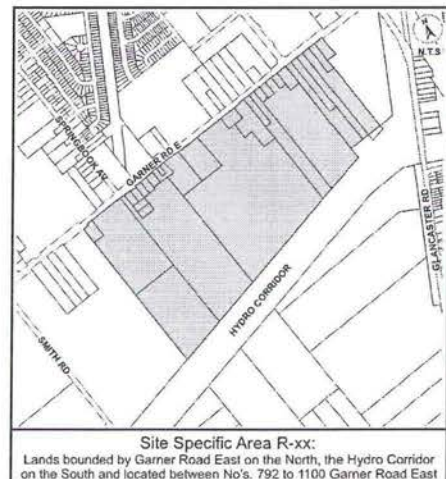 N
N.T.S
SPRINGBOOK AV.
GARNER RD E
GLANCASTER RD
HYDRO CORRIDOR
SMITH RD
Site Specific Area R-xx:
Lands bounded by Garner Road East on the North, the Hydro Corridor
on the South and located between No's. 792 to 1100 Garner Road East